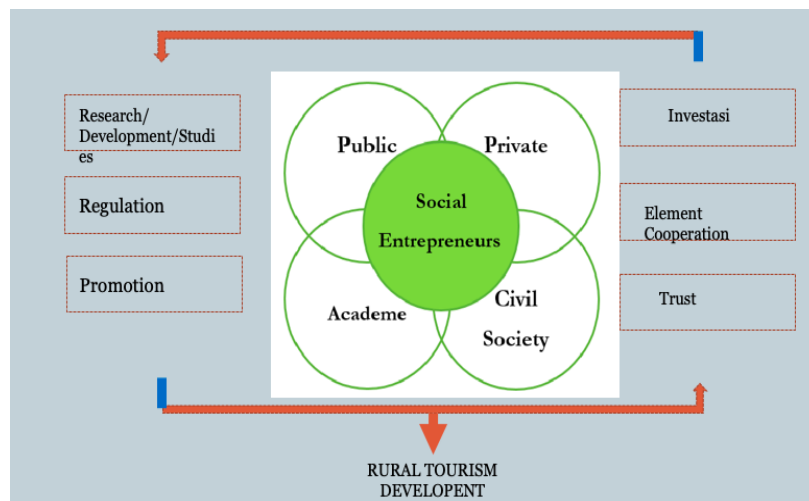 Research/
Development/Studi
es
Regulation
Promotion
Public
Private
Social
Entrepreneurs
Academe
Civil
Society
Investasi
Element
Cooperation
Trust
RURAL TOURISM
DEVELOPENT